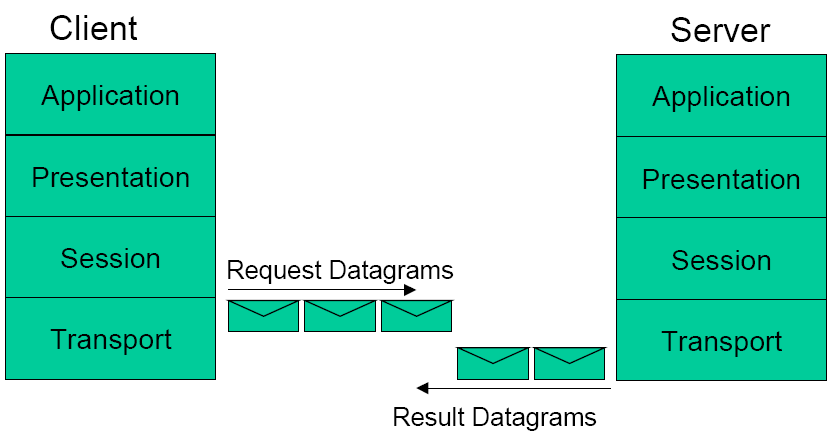 Client
Server
Application
Application
Presentation
Presentation
Session
Session
Request Datagrams
Transport
Transport
Result Datagrams